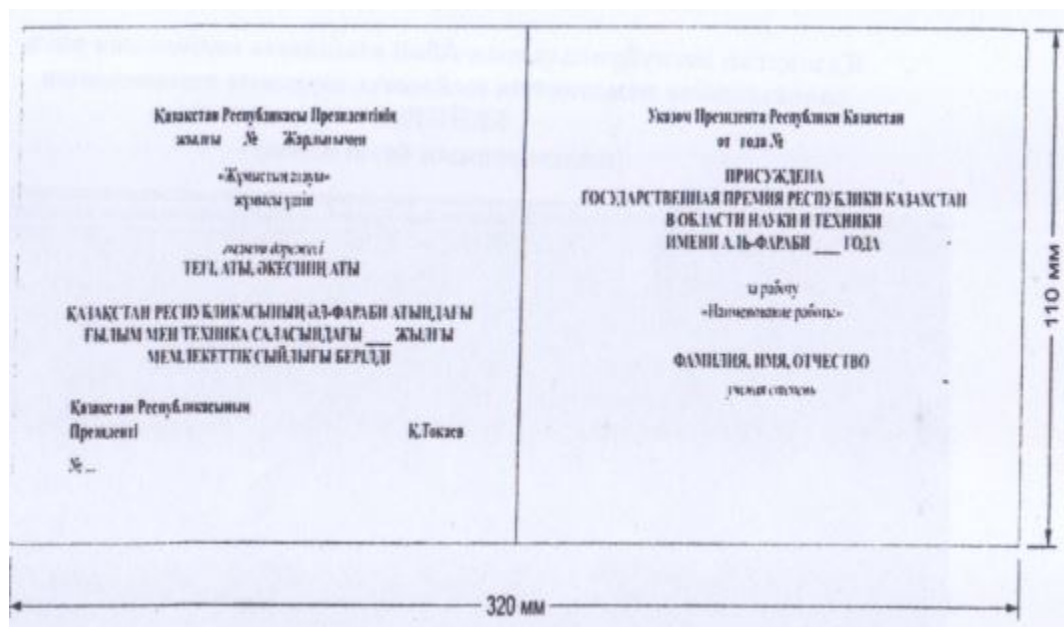 Қазақстан Республикасы Президентінің
жылғы № Жарлығымен
«Жұмыстың атауы»
жұмысы үшін
ғылыми дәрежесі
ТЕГІ, АТЫ, ӘКЕСІНІҢ АТЫ
ҚАЗАҚСТАН РЕСПУБЛИКАСЫНЫҢ ӘЛ-ФАРАБИ АТЫНДАҒЫ
ҒЫЛЫМ МЕН ТЕХНИКА САЛАСЫНДАҒЫ ___ ЖЫЛҒЫ
МЕМЛЕКЕТТІК СЫЙЛЫҒЫ БЕРІЛДІ
Қазақстан Республикасының
Президенті К.Токаев
№ ...
Указом Президента Республики Казахстан
от года №
ПРИСУЖДЕНА
ГОСУДАРСТВЕННАЯ ПРЕМИЯ РЕСПУБЛИКИ КАЗАХСТАН
В ОБЛАСТИ НАУКИ И ТЕХНИКИ
ИМЕНИ АЛЬ-ФАРАБИ ___ ГОДА
за работу
«Наименование работы»
ФАМИЛИЯ, ИМЯ, ОТЧЕСТВО
ученая степень
110 мм
320 мм